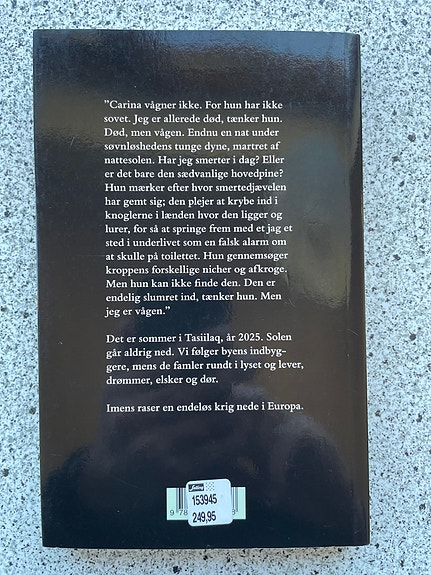 ”Carina vågner ikke. For hun har ikke
sovet. Jeg er allerede død, tænker hun.
Død, men vågen. Endnu en nat under
søvnløshedens tunge dyne, martret af
nattesolen. Har jeg smerter i dag? Eller
er det bare den sædvanlige hovedpine?
Hun mærker efter hvor smertedjævelen
har gemt sig; den plejer at krybe ind i
knoglerne i lænden hvor den ligger og
lurer, for så at springe frem med et jag et
sted i underlivet som en falsk alarm om
at skulle på toilettet. Hun gennemsøger
kroppens forskellige nicher og afkroge.
Men hun kan ikke finde den. Den er
endelig slumret ind, tænker hun. Men
jeg er vågen.”
Det er sommer i Tasiilaq, år 2025. Solen
går aldrig ned. Vi følger byens indbyg-
gere, mens de famler rundt i lyset og lever,
drømmer, elsker og dør.
Imens raser en endeløs krig nede i Europa.
153945
249,95
9 78 9